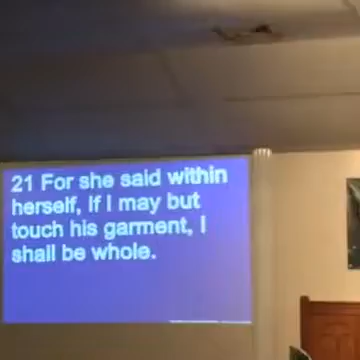 21 For she said within
herself, If I may but
touch his garment, I
shall be whole.